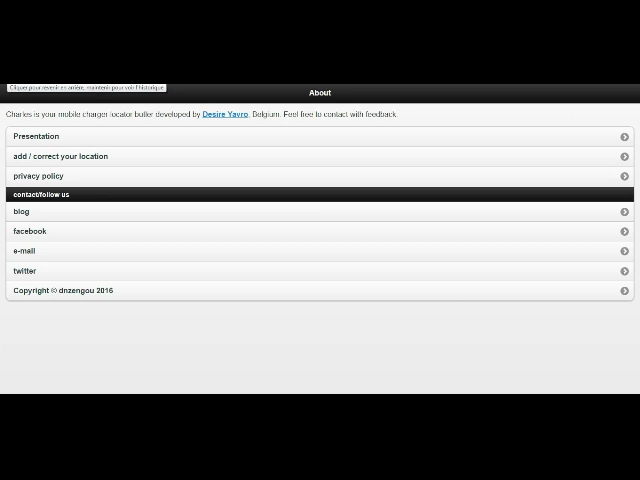 Cliquer pour revenir en arrière, maintenir pour voir l'historique
About
Charles is your mobile charger locator butler developed by Desire Yavro, Belgium. Feel free to contact with feedback.
Presentation
add / correct your location
privacy policy
contact/follow us
blog
facebook
e-mail
twitter
Copyright © dnzengou 2016